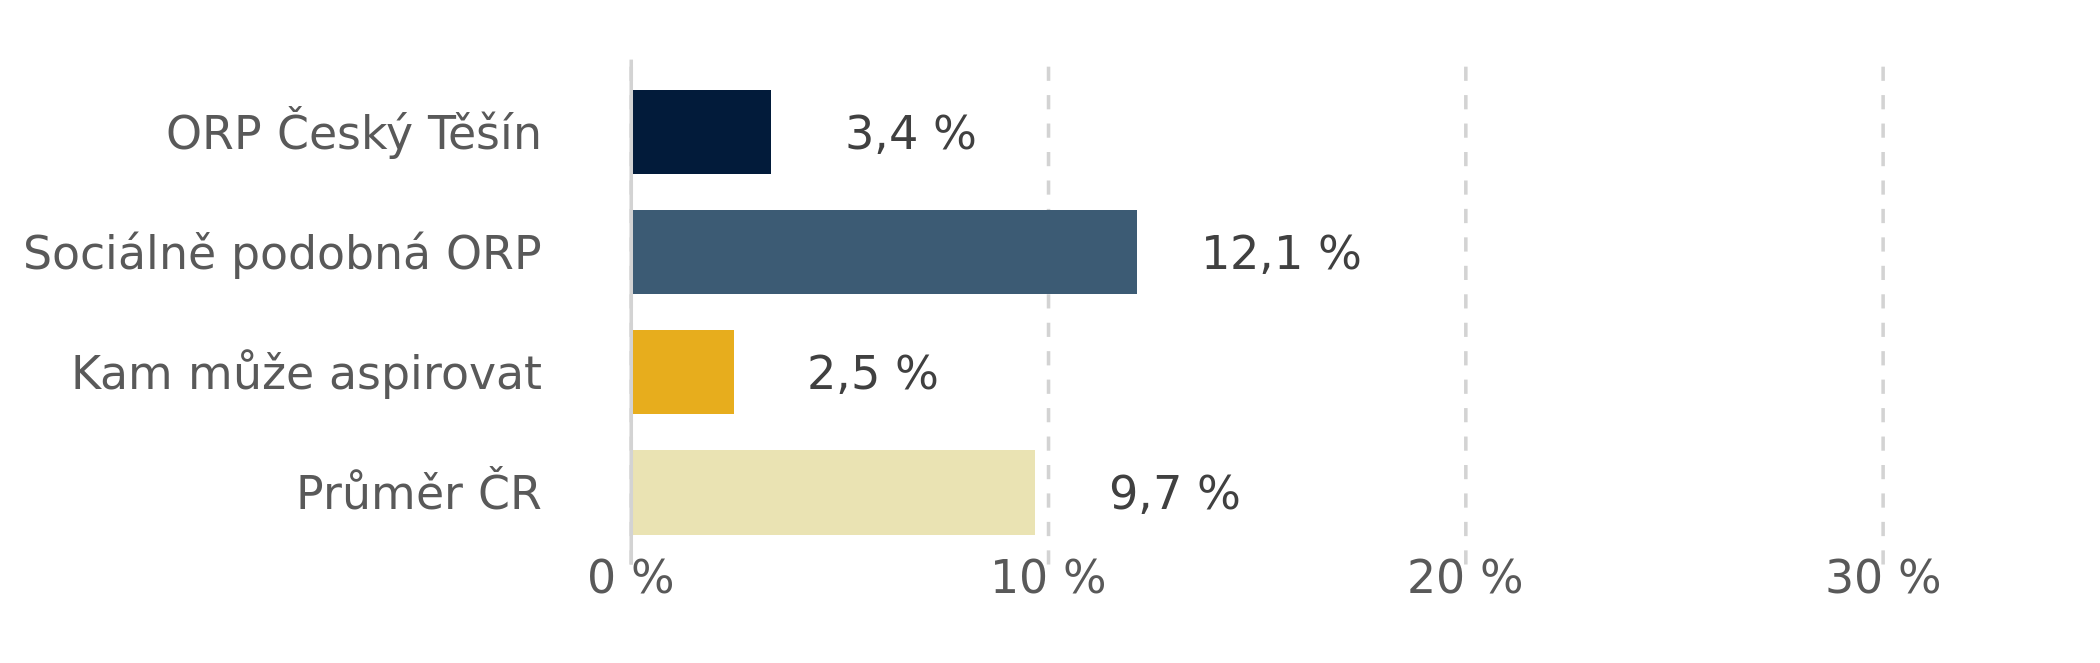 ORP Český Těšín
3,4 %
Sociálně podobná ORP
12,1 %
Kam může aspirovat
2,5 %
Průměr ČR
9,7 %
0 %
10 %
20 %
30 %